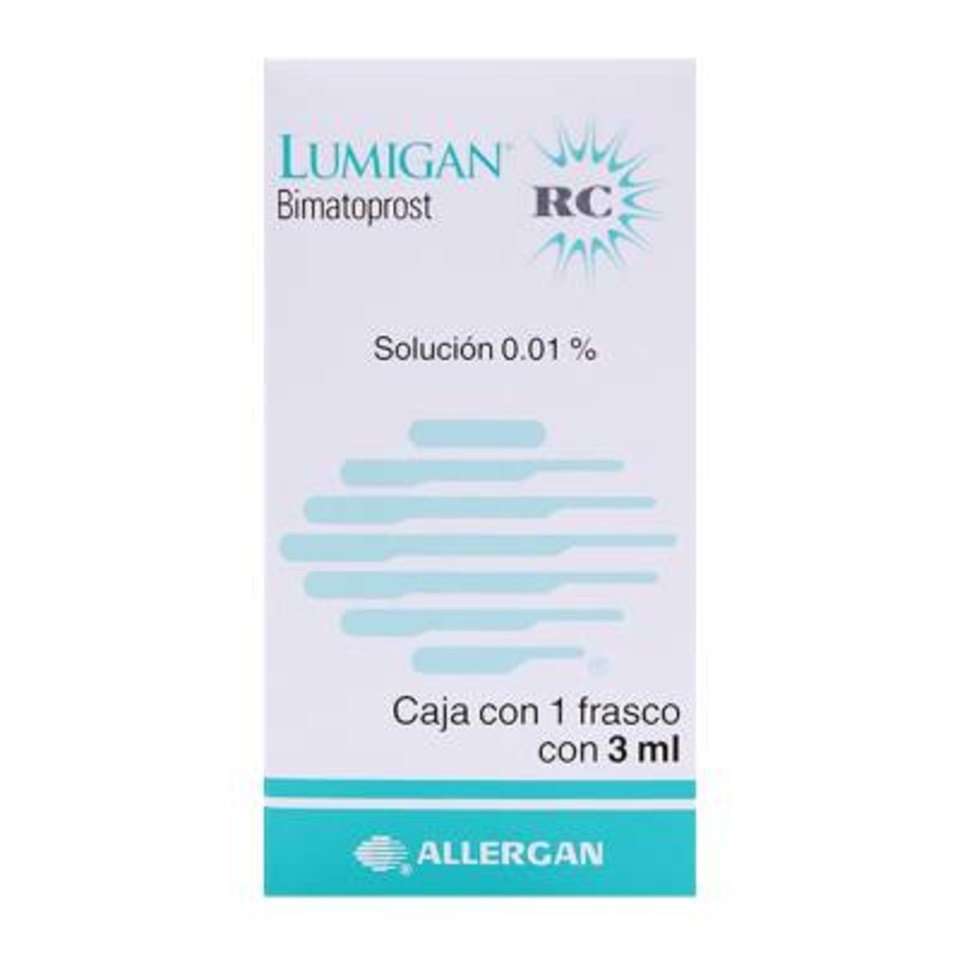 LUMIGAN®
RC
Bimatoprost
Solución 0.01 %
Caja con 1 frasco
con 3 ml
ALLERGAN